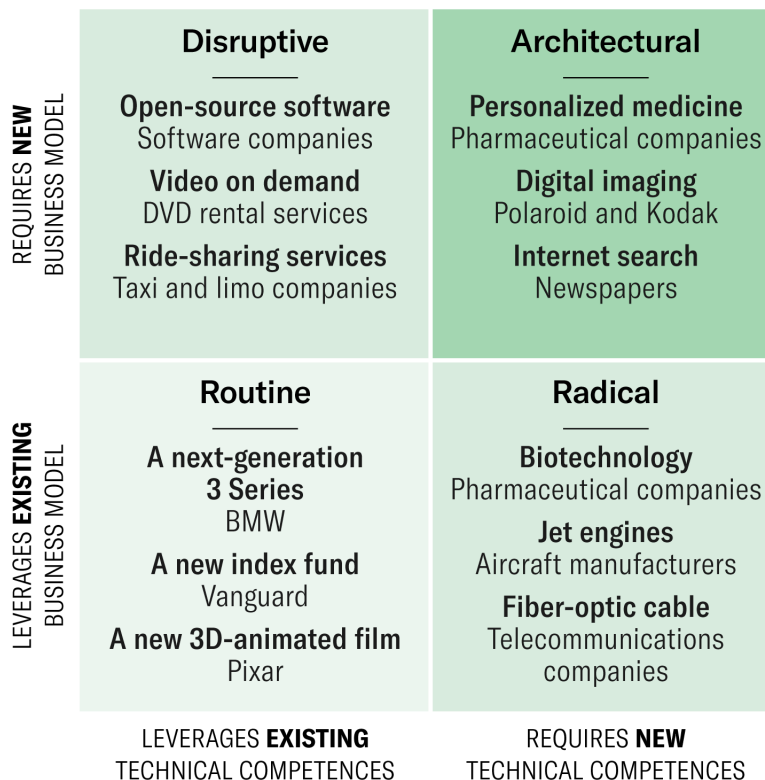 REQUIRES NEW
BUSINESS MODEL
Disruptive
Open-source software
Software companies
Video on demand
DVD rental services
Ride-sharing services
Taxi and limo companies
Architectural
Personalized medicine
Pharmaceutical companies
Digital imaging
Polaroid and Kodak
Internet search
Newspapers
LEVERAGES EXISTING
BUSINESS MODEL
Routine
A next-generation
3 Series
BMW
A new index fund
Vanguard
A new 3D-animated film
Pixar
Radical
Biotechnology
Pharmaceutical companies
Jet engines
Aircraft manufacturers
Fiber-optic cable
Telecommunications
companies
LEVERAGES EXISTING
TECHNICAL COMPETENCES
REQUIRES NEW
TECHNICAL COMPETENCES